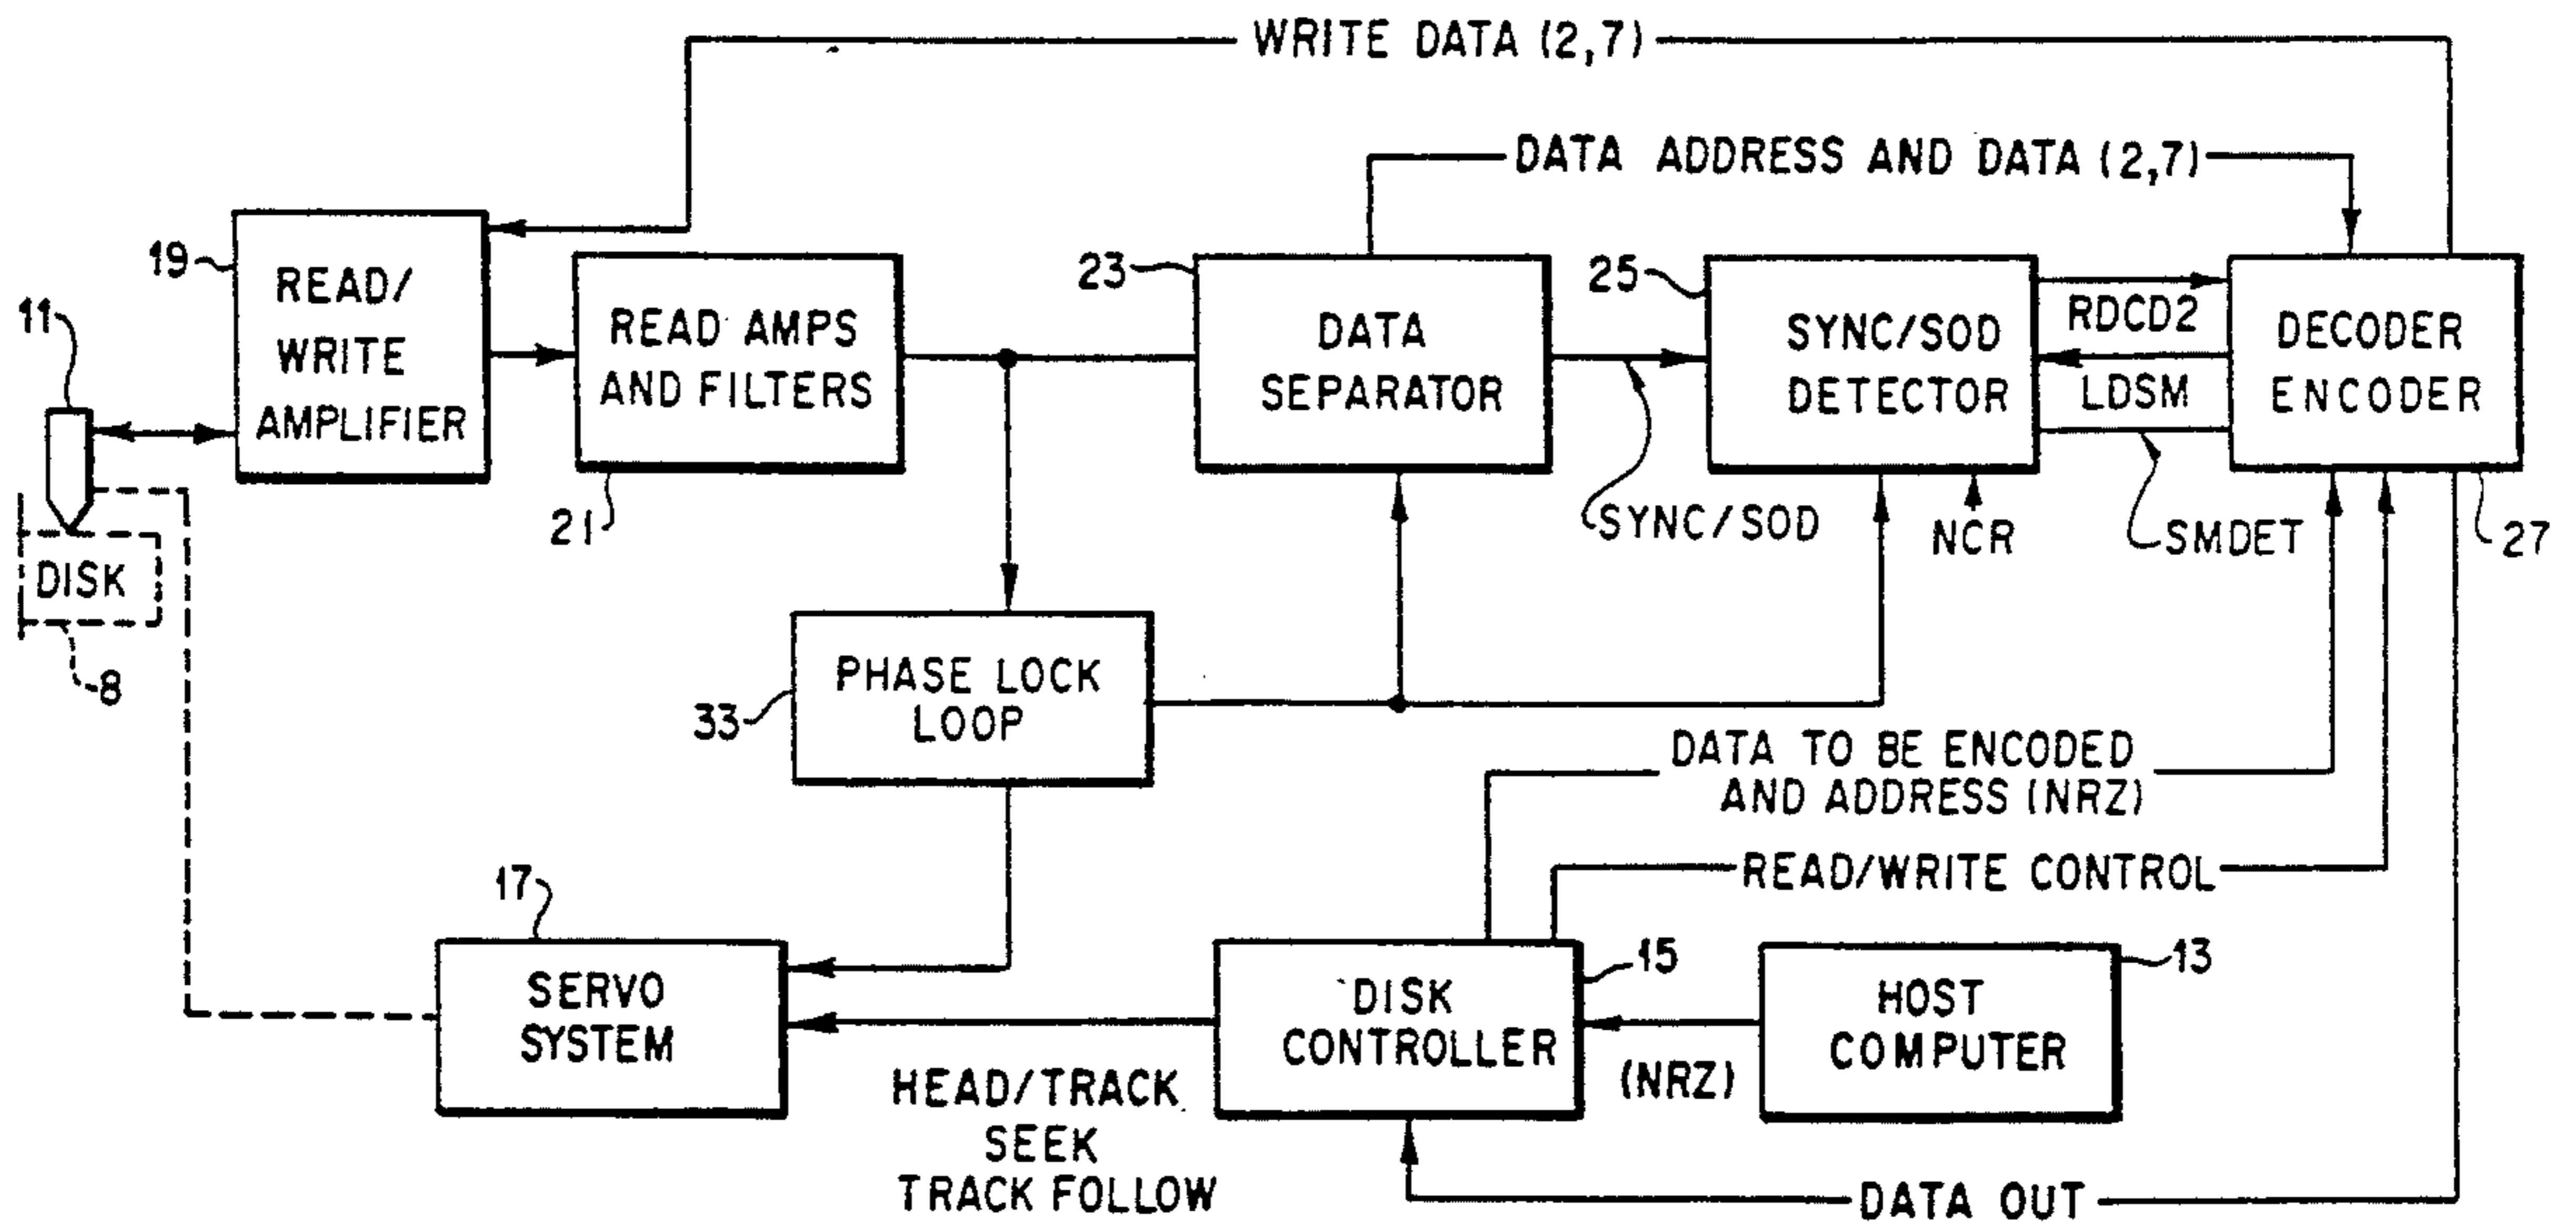 WRITE DATA (2,7)
DATA ADDRESS AND DATA (2,7)
19
READ/
WRITE
AMPLIFIER
11
DISK
8
READ AMPS
AND FILTERS
21
23
DATA
SEPARATOR
SYNC/SOD
25
SYNC/SOD
DETECTOR
NCR
RDCD2
LDSM
SMDET
DECODER
ENCODER
27
PHASE LOCK
LOOP
33
DATA TO BE ENCODED
AND ADDRESS (NRZ)
READ/WRITE CONTROL
17
SERVO
SYSTEM
HEAD/TRACK
SEEK
TRACK FOLLOW
DISK
CONTROLLER
15
(NRZ)
HOST
COMPUTER
13
DATA OUT